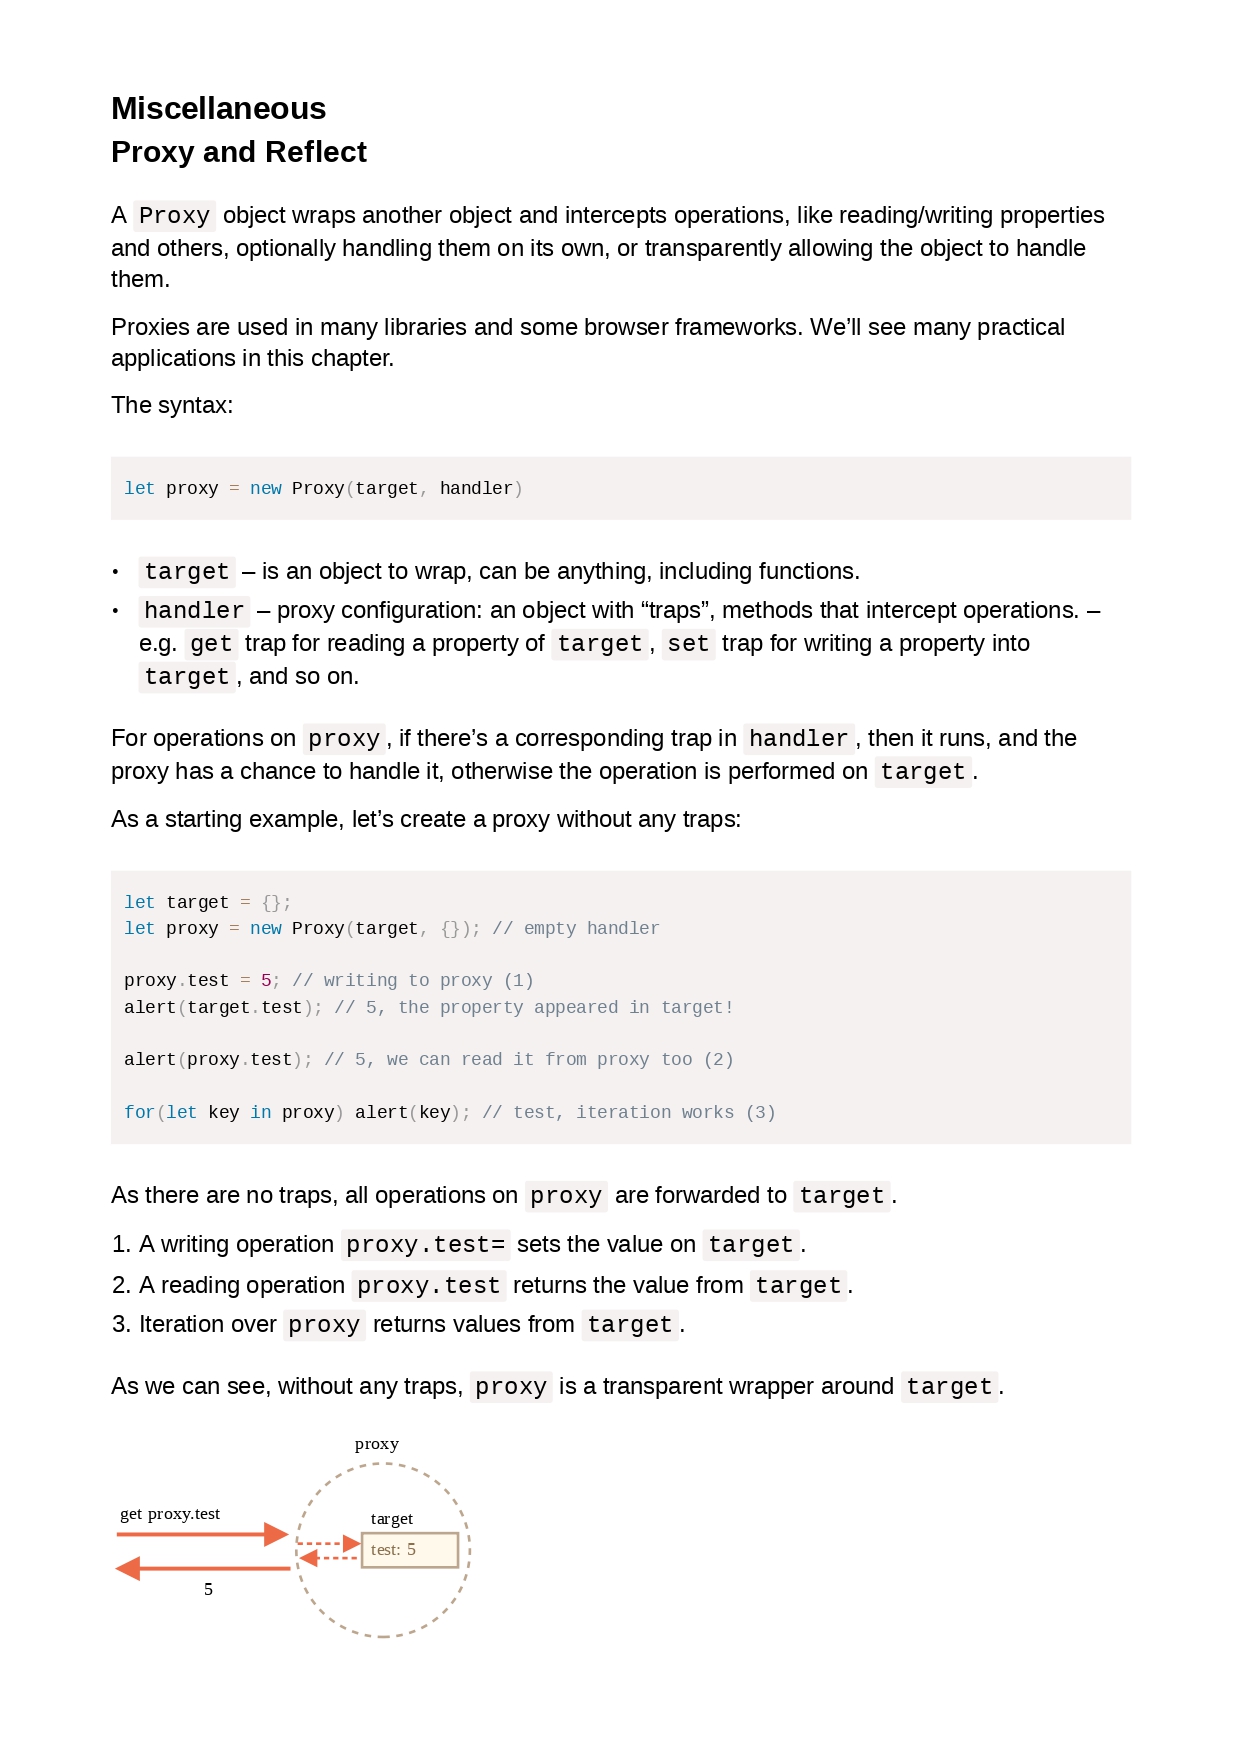 Miscellaneous
Proxy and Reflect
A Proxy object wraps another object and intercepts operations, like reading/writing properties
and others, optionally handling them on its own, or transparently allowing the object to handle
them.
Proxies are used in many libraries and some browser frameworks. We’ll see many practical
applications in this chapter.
The syntax:
let proxy = new Proxy(target, handler)
• target – is an object to wrap, can be anything, including functions.
• handler – proxy configuration: an object with “traps”, methods that intercept operations. –
e.g. get trap for reading a property of target, set trap for writing a property into
target, and so on.
For operations on proxy, if there’s a corresponding trap in handler, then it runs, and the
proxy has a chance to handle it, otherwise the operation is performed on target.
As a starting example, let’s create a proxy without any traps:
let target = {};
let proxy = new Proxy(target, {}); // empty handler
proxy.test = 5; // writing to proxy (1)
alert(target.test); // 5, the property appeared in target!
alert(proxy.test); // 5, we can read it from proxy too (2)
for(let key in proxy) alert(key); // test, iteration works (3)
As there are no traps, all operations on proxy are forwarded to target.
1. A writing operation proxy.test= sets the value on target.
2. A reading operation proxy.test returns the value from target.
3. Iteration over proxy returns values from target.
As we can see, without any traps, proxy is a transparent wrapper around target.
proxy
get proxy.test
target
test: 5
5